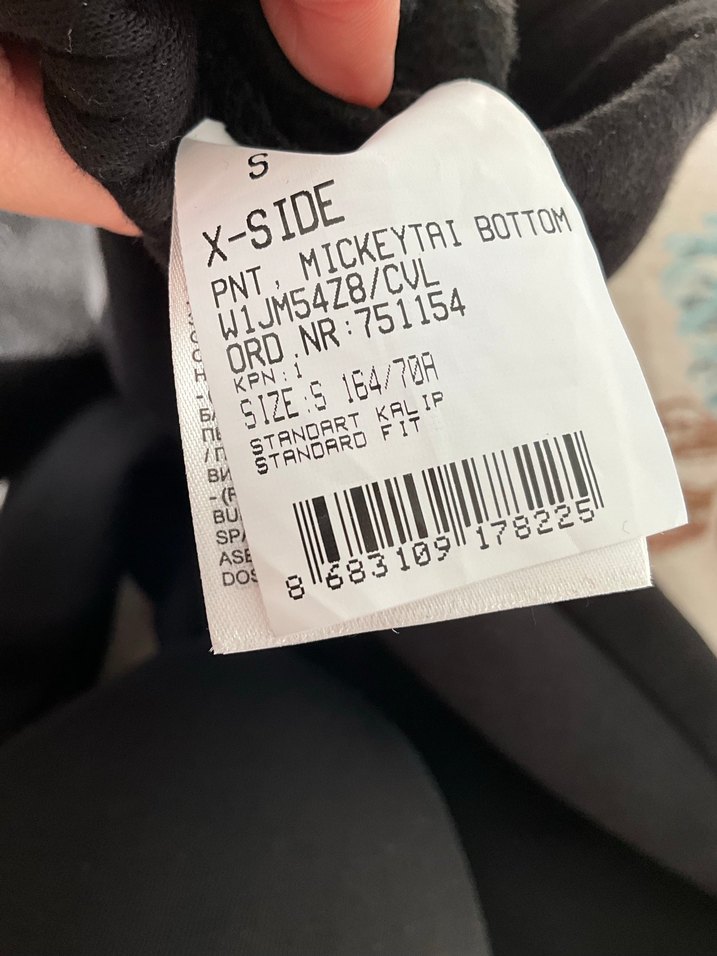 S
X-SIDE
PNT, MICKEYTAI BOTTOM
W1JM54Z8/CVL
ORD.NR:751154
KPN:1
SIZE:S 164/70A
STANDART KALIP
STANDARD FIT
8 683109 178225